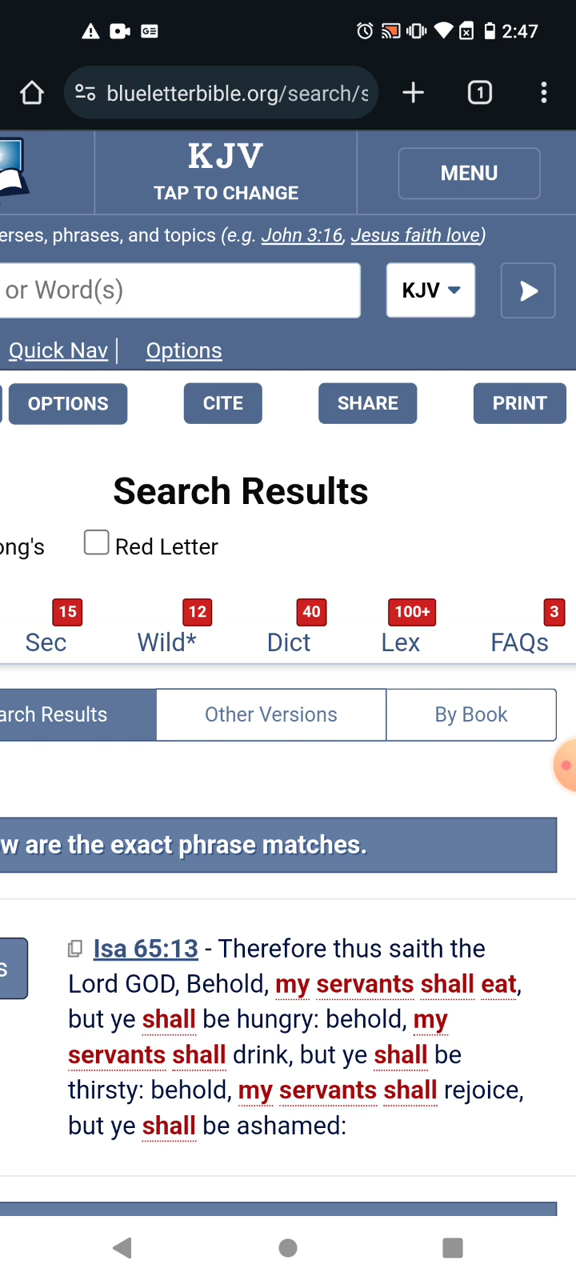 2:47
blueletterbible.org/search/s
1
KJV
TAP TO CHANGE
MENU
erses, phrases, and topics (e.g. John 3:16, Jesus faith love)
or Word(s)
KJV
Quick Nav | Options
OPTIONS CITE SHARE PRINT
Search Results
ong's Red Letter
15 12 40 100+ 3
Sec Wild* Dict Lex FAQs
arch Results Other Versions By Book
w are the exact phrase matches.
s
Isa 65:13 - Therefore thus saith the
Lord GOD, Behold, my servants shall eat,
but ye shall be hungry: behold, my
servants shall drink, but ye shall be
thirsty: behold, my servants shall rejoice,
but ye shall be ashamed: